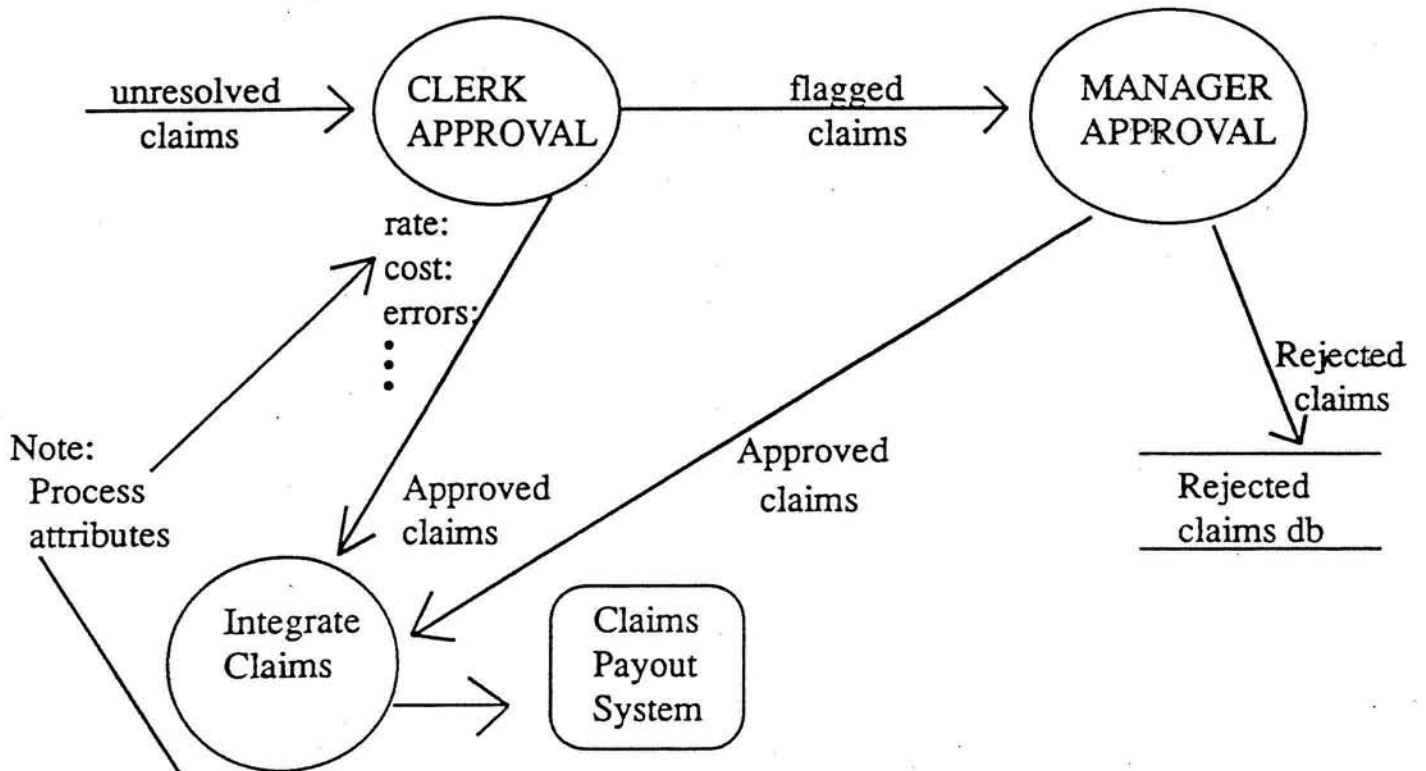 unresolved
claims
CLERK
APPROVAL
flagged
claims
MANAGER
APPROVAL
rate:
cost:
errors:
Rejected
claims
Note:
Process
attributes
Approved
claims
Approved
claims
Rejected
claims db
Integrate
Claims
Claims
Payout
System